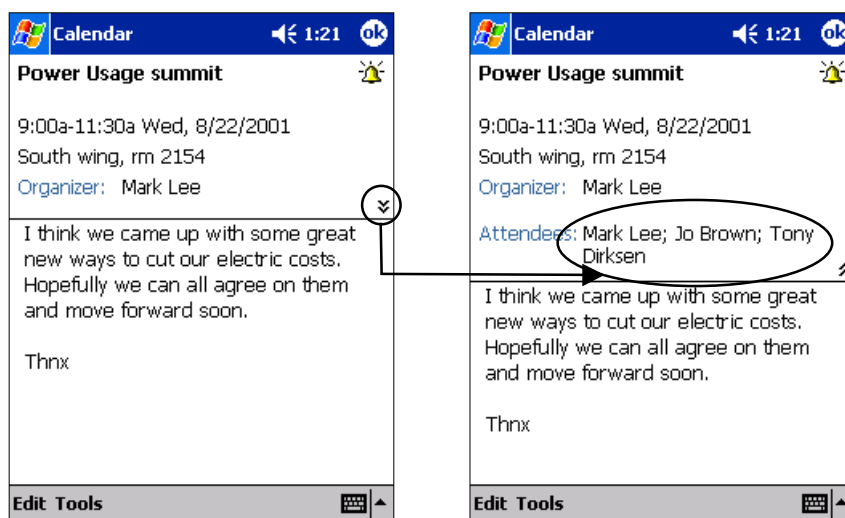 Calendar 1:21 ok
Power Usage summit
9:00a-11:30a Wed, 8/22/2001
South wing, rm 2154
Organizer: Mark Lee
I think we came up with some great
new ways to cut our electric costs.
Hopefully we can all agree on them
and move forward soon.
Thnx
Edit Tools
Calendar 1:21 ok
Power Usage summit
9:00a-11:30a Wed, 8/22/2001
South wing, rm 2154
Organizer: Mark Lee
Attendees: Mark Lee; Jo Brown; Tony
Dirksen
I think we came up with some great
new ways to cut our electric costs.
Hopefully we can all agree on them
and move forward soon.
Thnx
Edit Tools